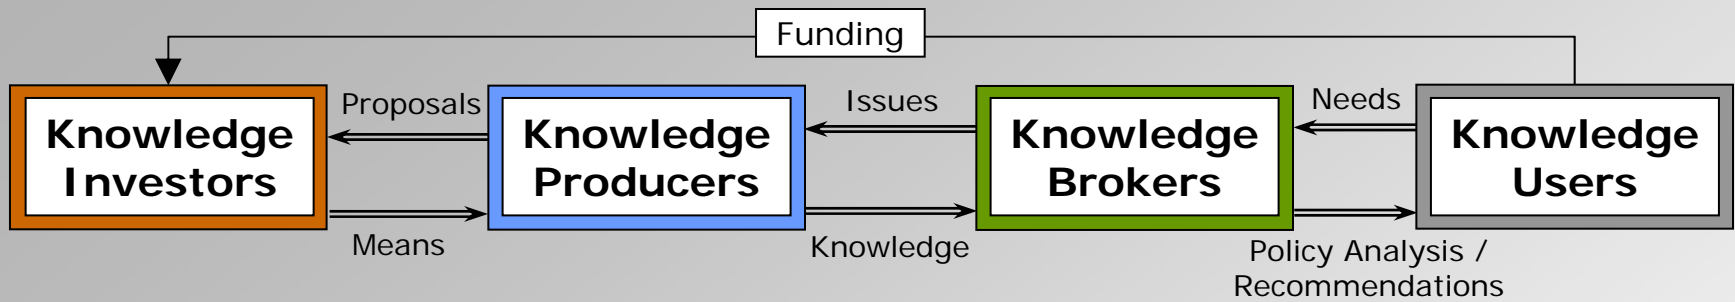 Funding
Proposals
Issues
Needs
Knowledge
Investors
Knowledge
Producers
Knowledge
Brokers
Knowledge
Users
Means
Knowledge
Policy Analysis /
Recommendations